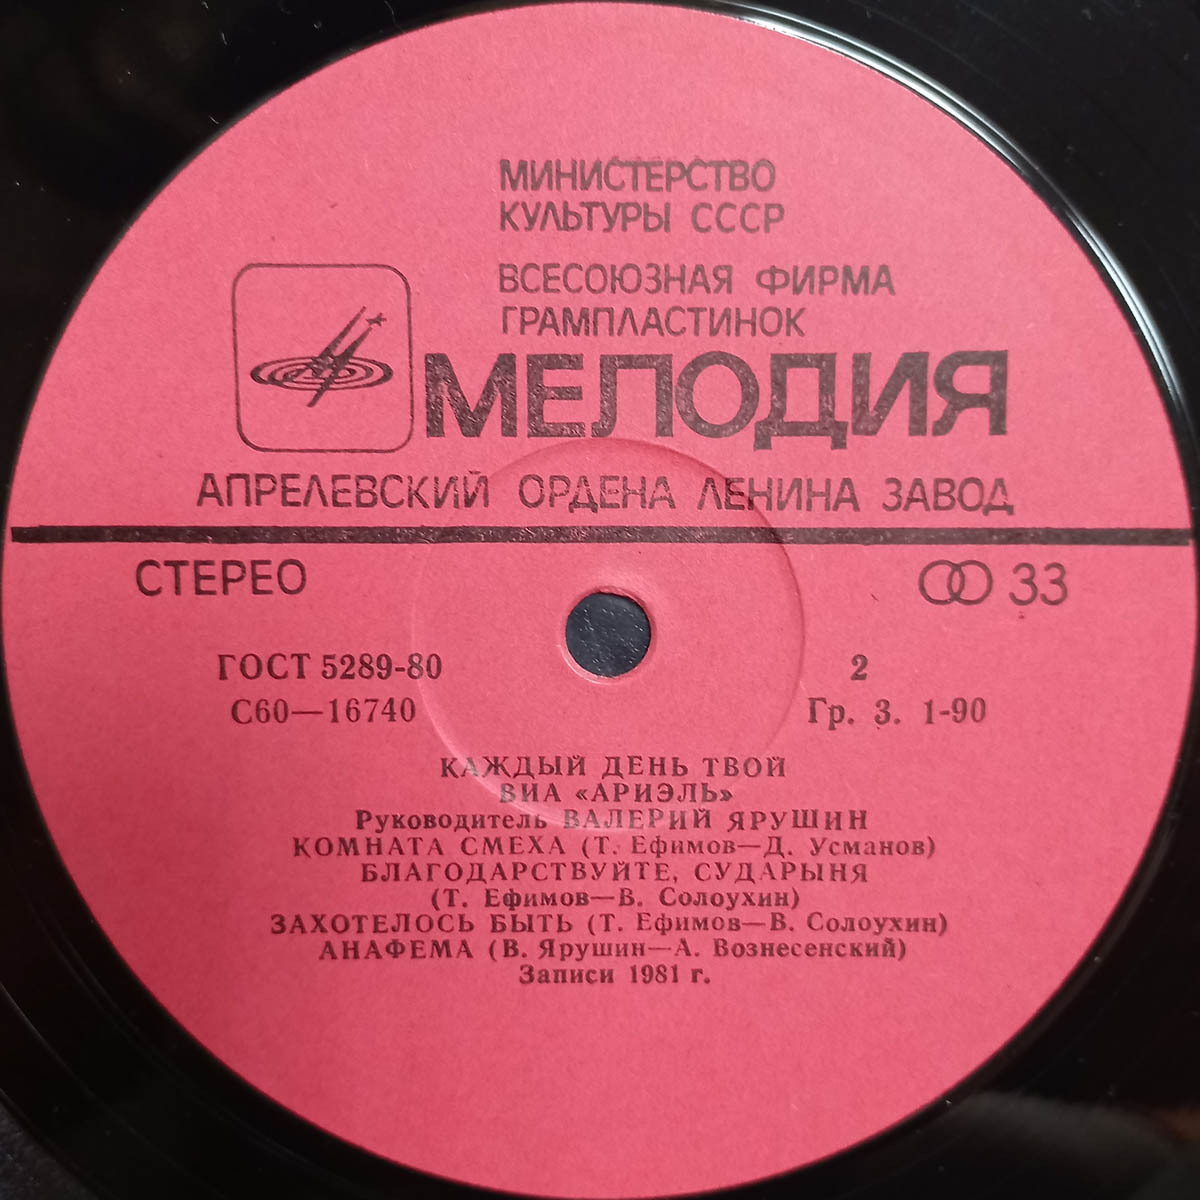 МИНИСТЕРСТВО
КУЛЬТУРЫ СССР
ВСЕСОЮЗНАЯ ФИРМА
ГРАМПЛАСТИНОК
МЕЛОДИЯ
АПРЕЛЕВСКИЙ ОРДЕНА ЛЕНИНА ЗАВОД
СТЕРЕО 33
ГОСТ 5289-80 2
С60—16740 Гр. 3. 1-90
КАЖДЫЙ ДЕНЬ ТВОЙ
ВИА «АРИЭЛЬ»
Руководитель ВАЛЕРИЙ ЯРУШИН
КОМНАТА СМЕХА (Т. Ефимов—Д. Усманов)
БЛАГОДАРСТВУЙТЕ, СУДАРЫНЯ
(Т. Ефимов—В. Солоухин)
ЗАХОТЕЛОСЬ БЫТЬ (Т. Ефимов—В. Солоухин)
АНАФЕМА (В. Ярушин—А. Вознесенский)
Записи 1981 г.